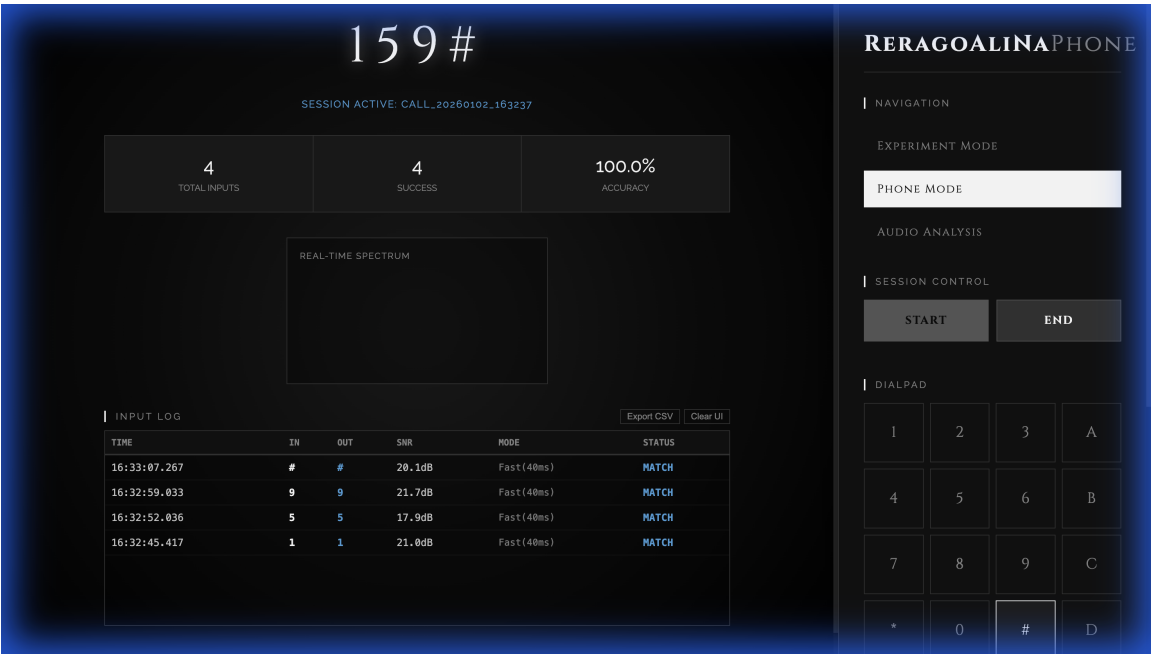 159#
SESSION ACTIVE: CALL_20260102_163237
4
TOTAL INPUTS
4
SUCCESS
100.0%
ACCURACY
REAL-TIME SPECTRUM
INPUT LOG
Export CSV
Clear UI
TIME IN OUT SNR MODE STATUS
16:33:07.267 # # 20.1dB Fast(40ms) MATCH
16:32:59.033 9 9 21.7dB Fast(40ms) MATCH
16:32:52.036 5 5 17.9dB Fast(40ms) MATCH
16:32:45.417 1 1 21.0dB Fast(40ms) MATCH
ReragoAliNaPhone
NAVIGATION
Experiment Mode
Phone Mode
Audio Analysis
SESSION CONTROL
START END
DIALPAD
1 2 3 A
4 5 6 B
7 8 9 C
* 0 # D